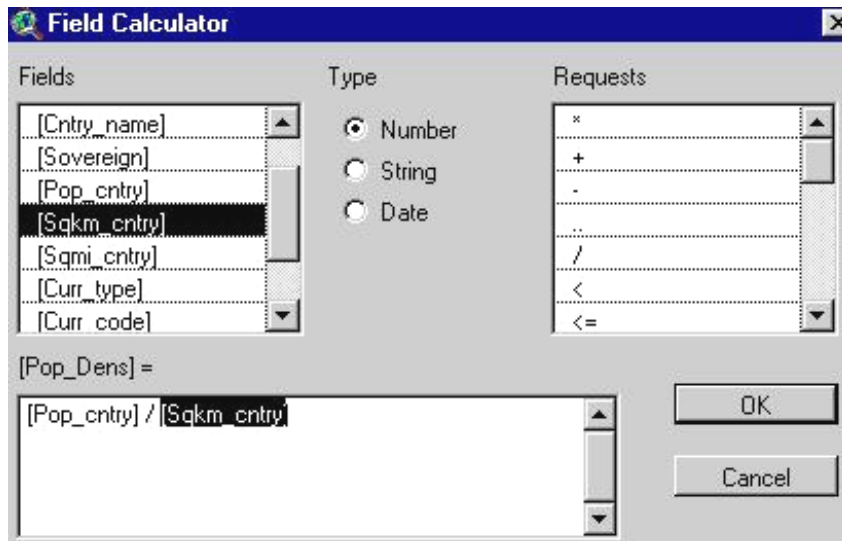 Field Calculator
Fields
[Cntry_name]
[Sovereign]
[Pop_cntry]
[Sqkm_cntry]
[Sqmi_cntry]
[Curr_type]
[Curr_code]
Type
Number
String
Date
Requests
*
+
-
..
/
<
<=
[Pop_Dens] =
[Pop_cntry] / [Sqkm_cntry]
OK
Cancel